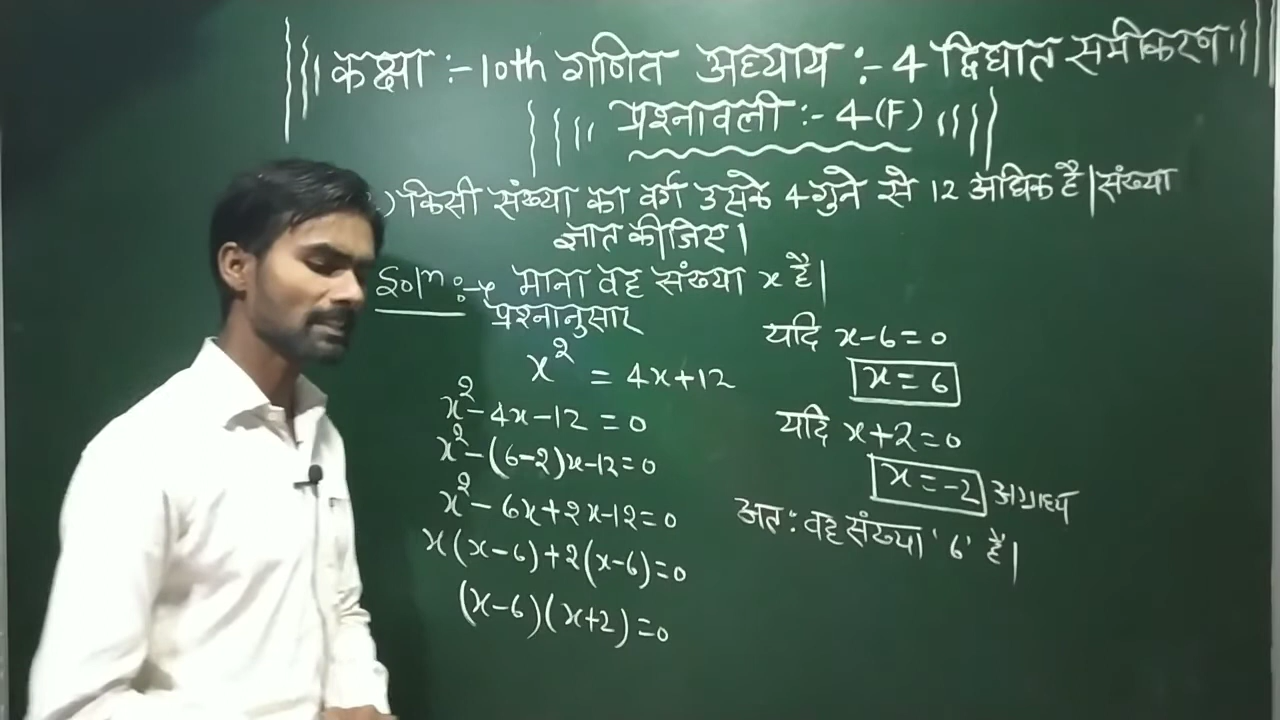 कक्षा :- 10th गणित अध्याय :- 4 द्विघात समीकरण
प्रश्नावली :- 4(F)
.) किसी संख्या का वर्ग उसके 4 गुने से 12 अधिक है। संख्या
ज्ञात कीजिए।
Soln :→ माना वह संख्या x है।
प्रश्नानुसार
x² = 4x+12
x²-4x-12=0
x²-(6-2)x-12=0
x²-6x+2x-12=0
x(x-6)+2(x-6)=0
(x-6)(x+2)=0
यदि x-6=0
x=6
यदि x+2=0
x=-2 अग्राह्य
अत: वह संख्या '6' है।